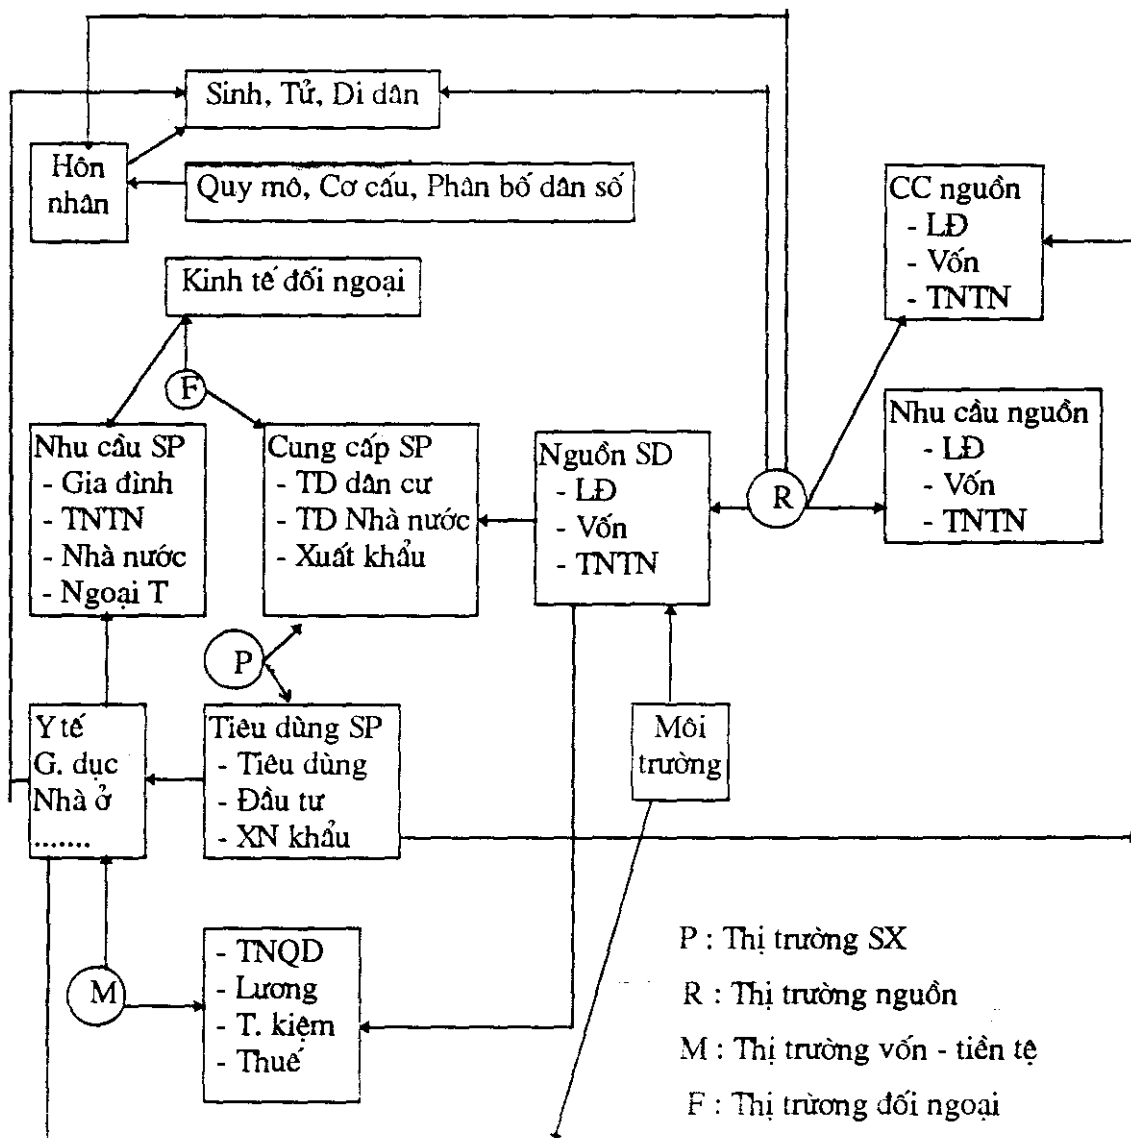 Sinh, Tử, Di dân
Hôn
nhân
Quy mô, Cơ cấu, Phân bố dân số
CC nguồn
- LĐ
- Vốn
- TNTN
Kinh tế đối ngoại
F
Nhu cầu SP
- Gia đình
- TNTN
- Nhà nước
- Ngoại T
Cung cấp SP
- TD dân cư
- TD Nhà nước
- Xuất khẩu
Nguồn SD
- LĐ
- Vốn
- TNTN
R
Nhu cầu nguồn
- LĐ
- Vốn
- TNTN
P
Y tế
G. dục
Nhà ở
.......
Tiêu dùng SP
- Tiêu dùng
- Đầu tư
- XN khẩu
Môi
trường
M
- TNQD
- Lương
- T. kiệm
- Thuế
P : Thị trường SX
R : Thị trường nguồn
M : Thị trường vốn - tiền tệ
F : Thị trừơng đối ngoại